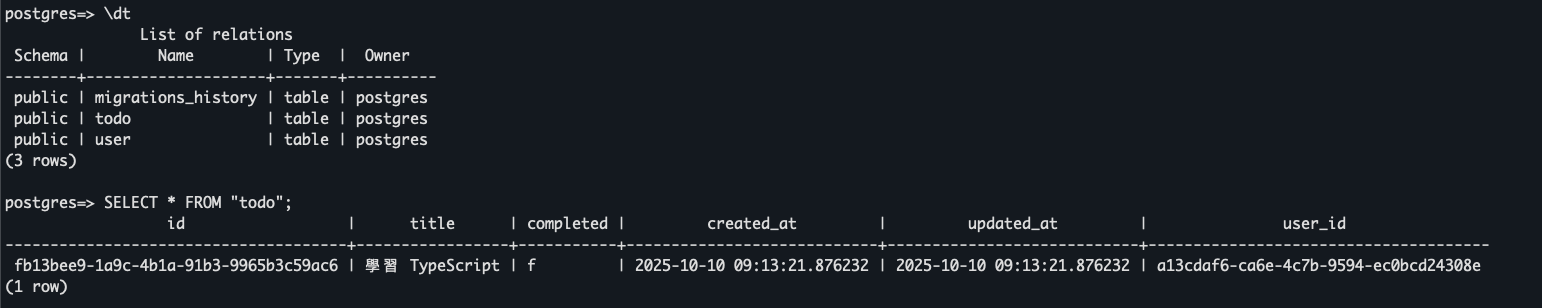 postgres=> \dt
               List of relations
 Schema |        Name        | Type  |  Owner
--------+--------------------+-------+----------
 public | migrations_history | table | postgres
 public | todo               | table | postgres
 public | user               | table | postgres
(3 rows)
postgres=> SELECT * FROM "todo";
                  id                  |      title      | completed |         created_at         |         updated_at         |               user_id
--------------------------------------+-----------------+-----------+----------------------------+----------------------------+--------------------------------------
 fb13bee9-1a9c-4b1a-91b3-9965b3c59ac6 | 學習 TypeScript | f         | 2025-10-10 09:13:21.876232 | 2025-10-10 09:13:21.876232 | a13cdaf6-ca6e-4c7b-9594-ec0bcd24308e
(1 row)